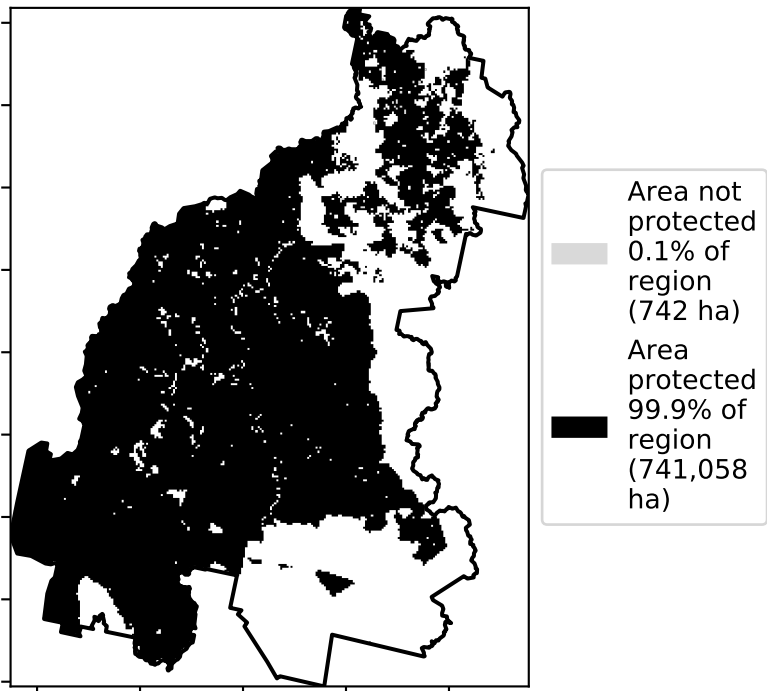 Area not
protected
0.1% of
region
(742 ha)
Area
protected
99.9% of
region
(741,058
ha)